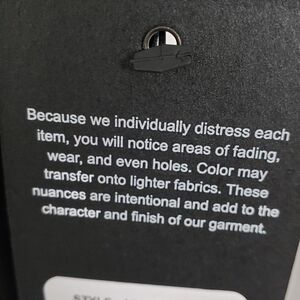 Because we individually distress each
item, you will notice areas of fading,
wear, and even holes. Color may
transfer onto lighter fabrics. These
nuances are intentional and add to the
character and finish of our garment.